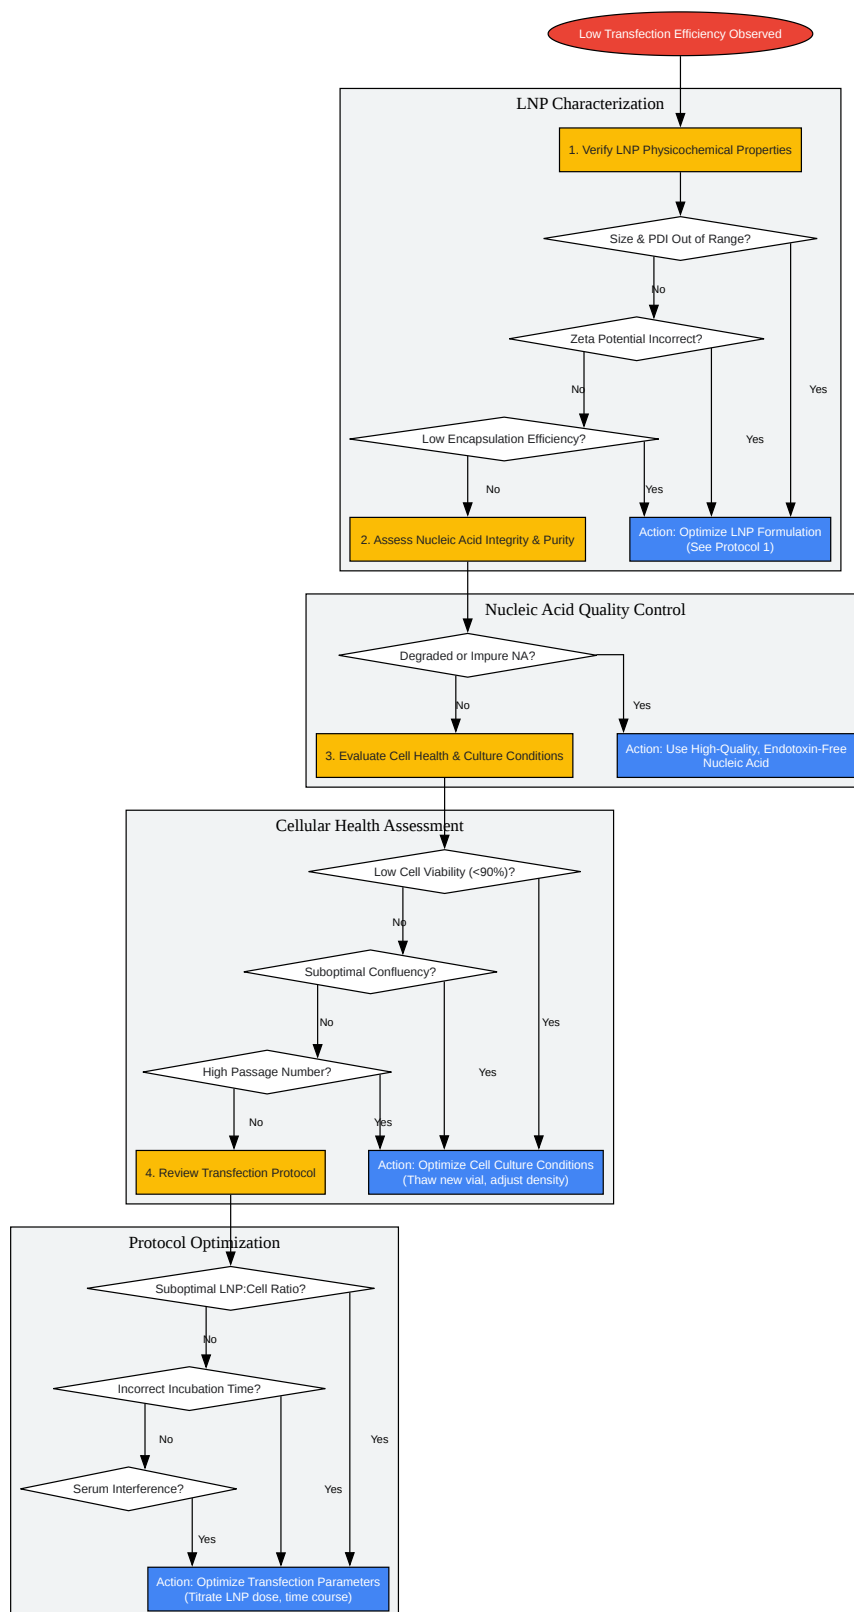 Low Transfection Efficiency Observed
LNP Characterization
1. Verify LNP Physicochemical Properties
Size & PDI Out of Range?
No
Zeta Potential Incorrect?
No
Yes
Low Encapsulation Efficiency?
Yes
No
Yes
2. Assess Nucleic Acid Integrity & Purity
Action: Optimize LNP Formulation
(See Protocol 1)
Nucleic Acid Quality Control
Degraded or Impure NA?
No
Yes
3. Evaluate Cell Health & Culture Conditions
Action: Use High-Quality, Endotoxin-Free
Nucleic Acid
Cellular Health Assessment
Low Cell Viability (<90%)?
No
Suboptimal Confluency?
No
Yes
High Passage Number?
Yes
No
Yes
4. Review Transfection Protocol
Action: Optimize Cell Culture Conditions
(Thaw new vial, adjust density)
Protocol Optimization
Suboptimal LNP:Cell Ratio?
No
Incorrect Incubation Time?
No
Yes
Serum Interference?
Yes
Yes
Action: Optimize Transfection Parameters
(Titrate LNP dose, time course)